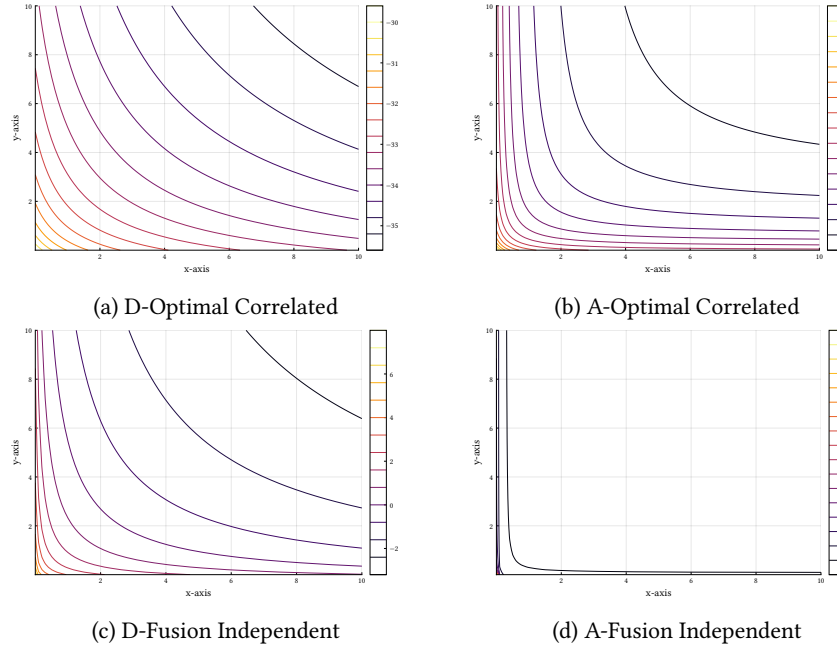 10
8
6
4
2
y-axis
2 4 6 8 10
x-axis
−30
−31
−32
−33
−34
−35
(a) D-Optimal Correlated
10
8
6
4
2
y-axis
2 4 6 8 10
x-axis
(b) A-Optimal Correlated
10
8
6
4
2
y-axis
2 4 6 8 10
x-axis
6
4
2
0
−2
(c) D-Fusion Independent
10
8
6
4
2
y-axis
2 4 6 8 10
x-axis
(d) A-Fusion Independent